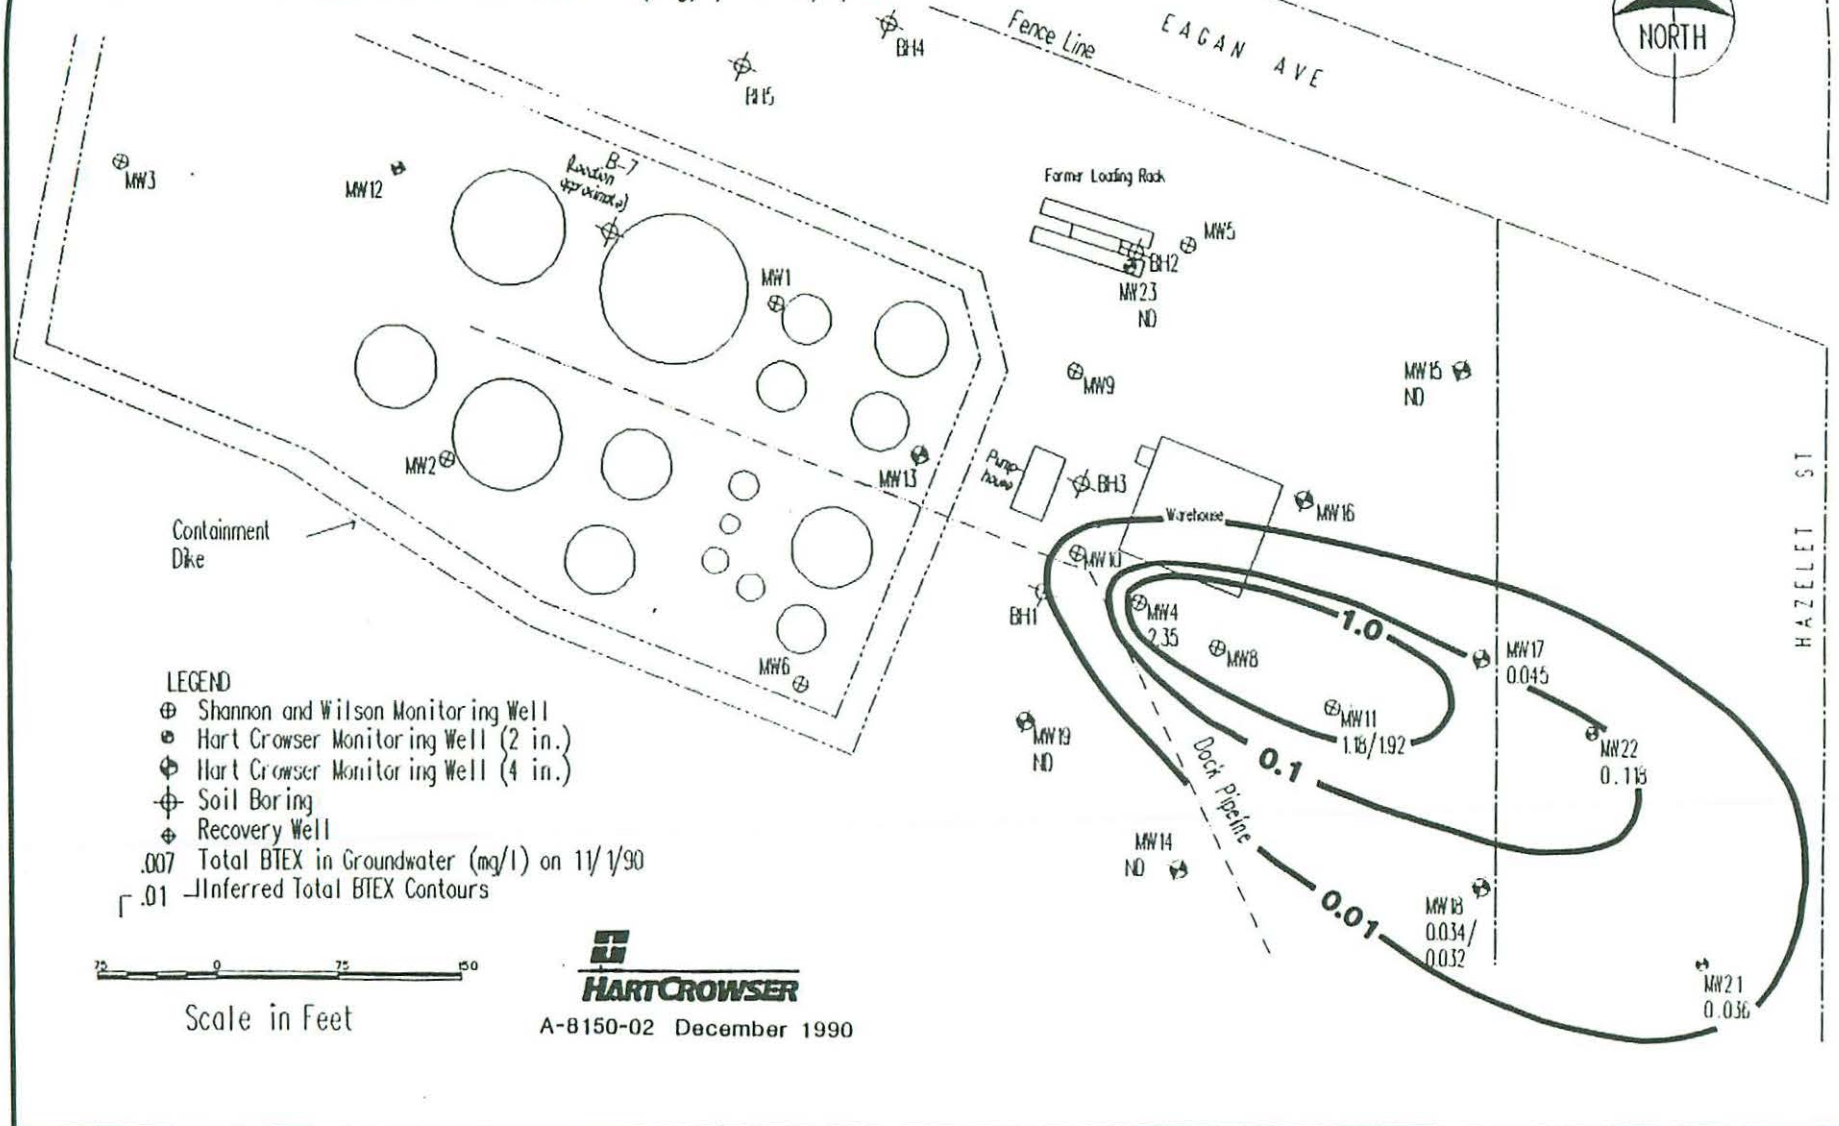 EAGAN AVE
NORTH
Fence Line
BH4
BH5
B-7
(location
approximate)
Former Loading Rack
MW3
MW12
MW5
BH2
MW1
MW23
ND
MW9
MW15
ND
MW2
MW13
Pump
house
BH3
MW16
HAZELET ST
Warehouse
Containment
Dike
MW10
BH1
MW4
2.35
1.0
MW8
MW17
0.045
MW6
MW11
1.18/1.92
MW19
ND
MW22
0.118
0.1
Dock Pipeline
MW14
ND
0.01
MW18
0.034/
0.032
MW21
0.036
LEGEND
Shannon and Wilson Monitoring Well
Hart Crowser Monitoring Well (2 in.)
Hart Crowser Monitoring Well (4 in.)
Soil Boring
Recovery Well
.007 Total BTEX in Groundwater (mg/l) on 11/1/90
.01 Inferred Total BTEX Contours
75 0 75 150
Scale in Feet
HARTCROWSER
A-8150-02 December 1990